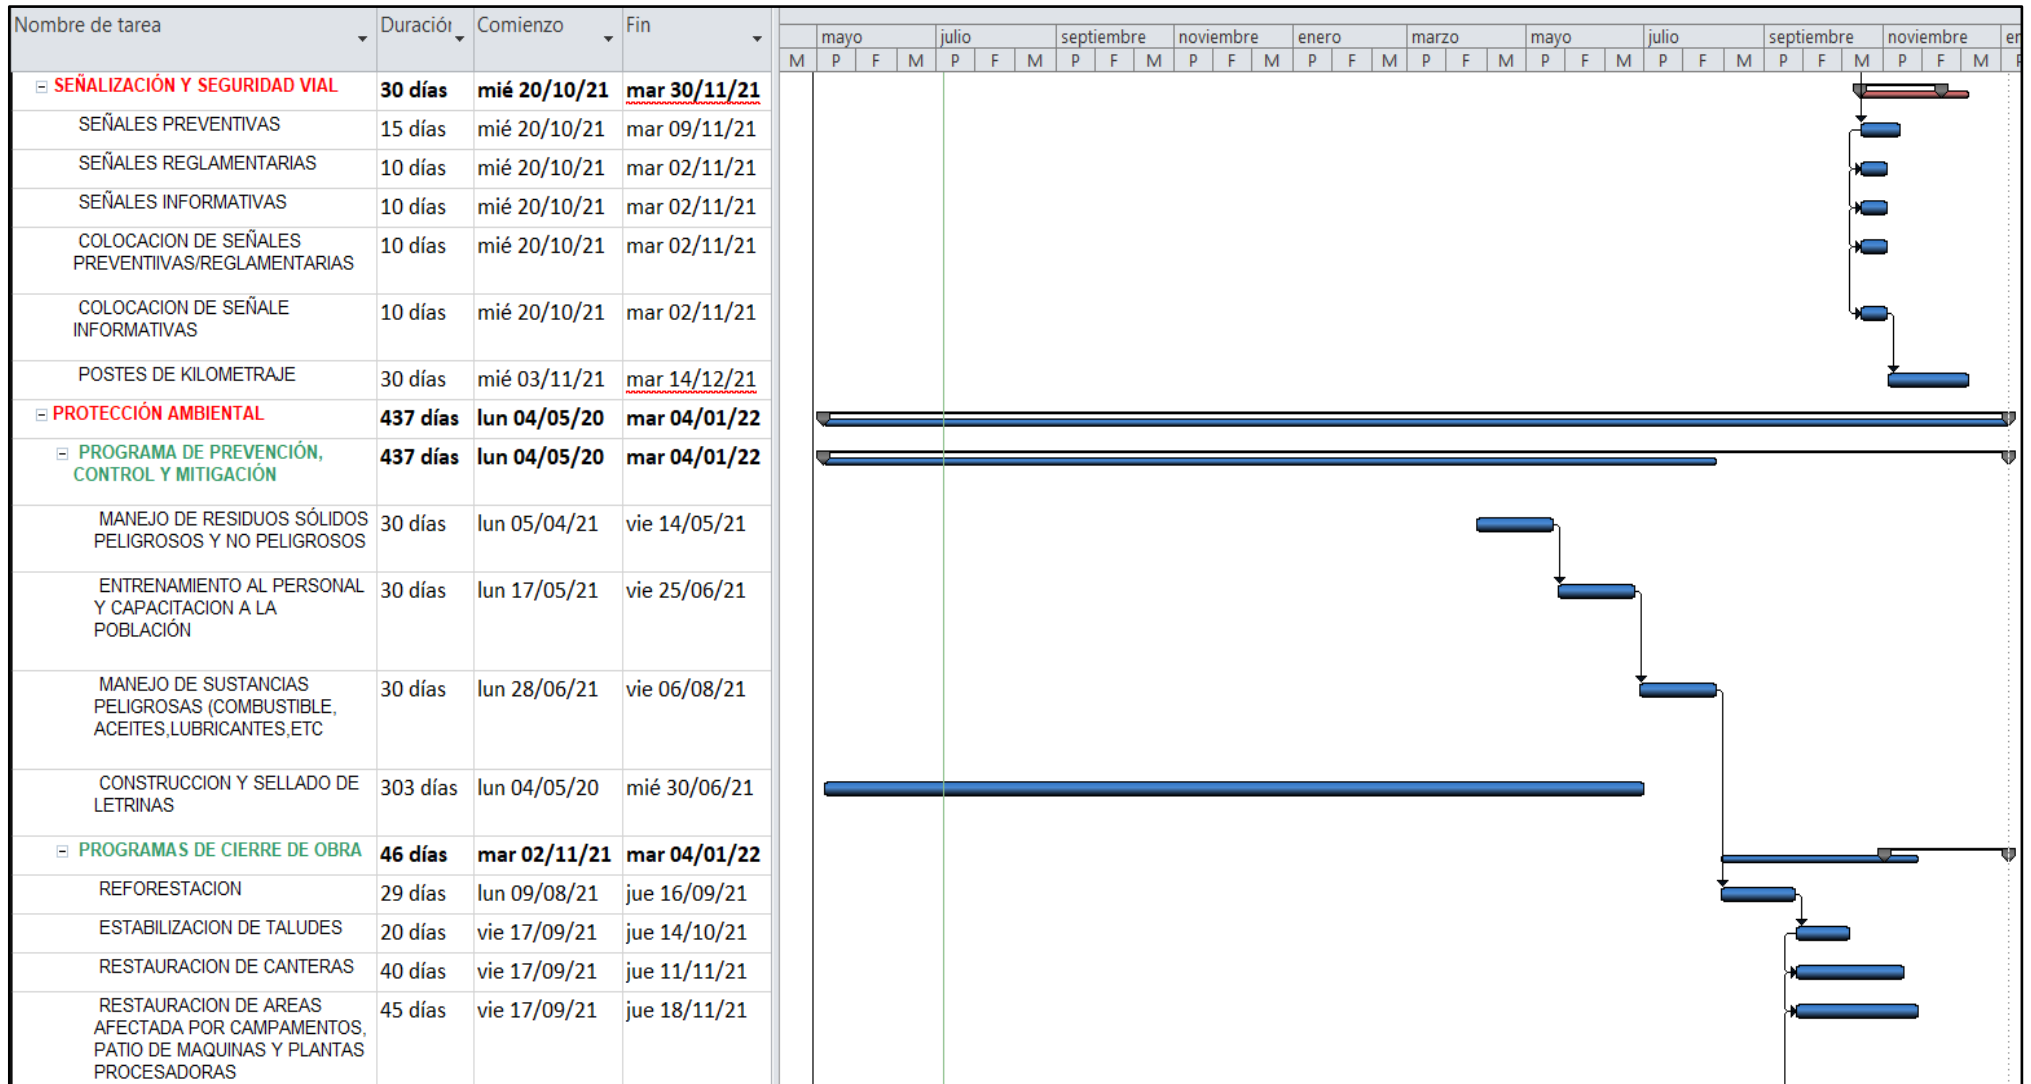 Nombre de tarea Duración Comienzo Fin
mayo julio septiembre noviembre enero marzo mayo julio septiembre noviembre
M P F M P F M P F M P F M P F M P F M P F M P F M P F M P F M
SEÑALIZACIÓN Y SEGURIDAD VIAL 30 días mié 20/10/21 mar 30/11/21
SEÑALES PREVENTIVAS 15 días mié 20/10/21 mar 09/11/21
SEÑALES REGLAMENTARIAS 10 días mié 20/10/21 mar 02/11/21
SEÑALES INFORMATIVAS 10 días mié 20/10/21 mar 02/11/21
COLOCACION DE SEÑALES
PREVENTIIVAS/REGLAMENTARIAS 10 días mié 20/10/21 mar 02/11/21
COLOCACION DE SEÑALE
INFORMATIVAS 10 días mié 20/10/21 mar 02/11/21
POSTES DE KILOMETRAJE 30 días mié 03/11/21 mar 14/12/21
PROTECCIÓN AMBIENTAL 437 días lun 04/05/20 mar 04/01/22
PROGRAMA DE PREVENCIÓN,
CONTROL Y MITIGACIÓN 437 días lun 04/05/20 mar 04/01/22
MANEJO DE RESIDUOS SÓLIDOS
PELIGROSOS Y NO PELIGROSOS 30 días lun 05/04/21 vie 14/05/21
ENTRENAMIENTO AL PERSONAL
Y CAPACITACION A LA
POBLACIÓN 30 días lun 17/05/21 vie 25/06/21
MANEJO DE SUSTANCIAS
PELIGROSAS (COMBUSTIBLE,
ACEITES,LUBRICANTES,ETC 30 días lun 28/06/21 vie 06/08/21
CONSTRUCCION Y SELLADO DE
LETRINAS 303 días lun 04/05/20 mié 30/06/21
PROGRAMAS DE CIERRE DE OBRA 46 días mar 02/11/21 mar 04/01/22
REFORESTACION 29 días lun 09/08/21 jue 16/09/21
ESTABILIZACION DE TALUDES 20 días vie 17/09/21 jue 14/10/21
RESTAURACION DE CANTERAS 40 días vie 17/09/21 jue 11/11/21
RESTAURACION DE AREAS
AFECTADA POR CAMPAMENTOS,
PATIO DE MAQUINAS Y PLANTAS
PROCESADORAS 45 días vie 17/09/21 jue 18/11/21